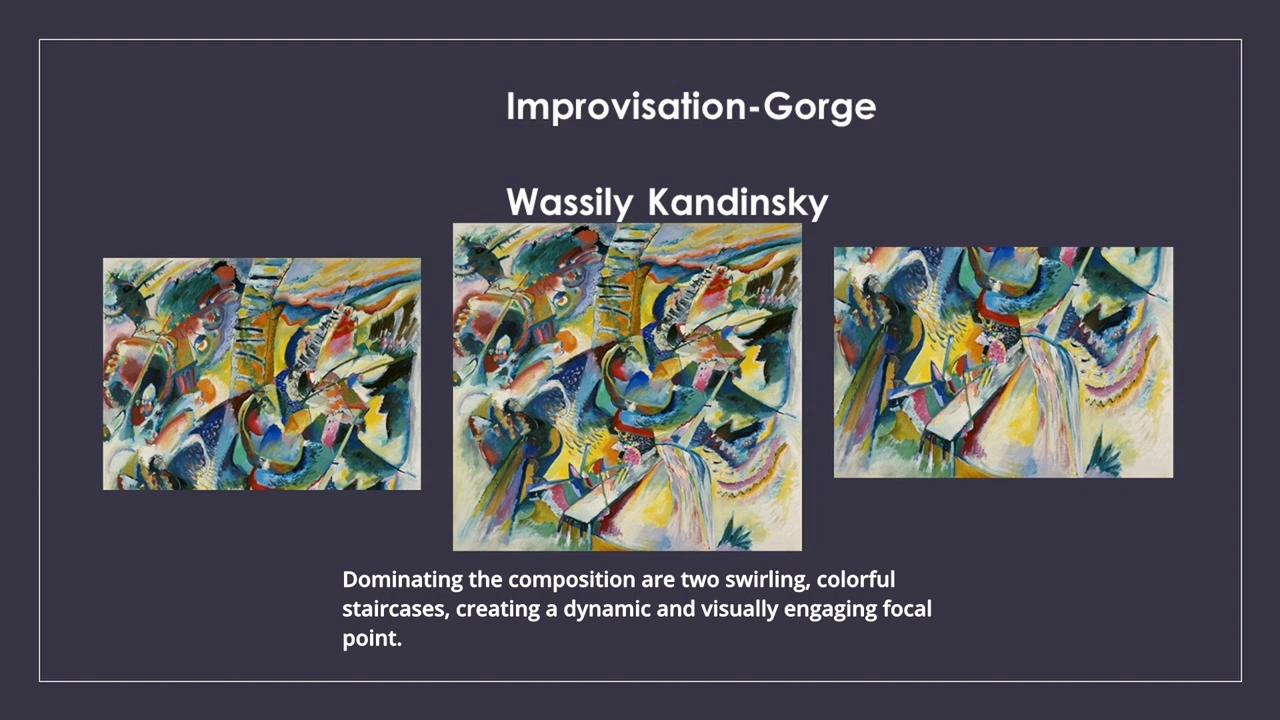 Improvisation-Gorge
Wassily Kandinsky
Dominating the composition are two swirling, colorful
staircases, creating a dynamic and visually engaging focal
point.